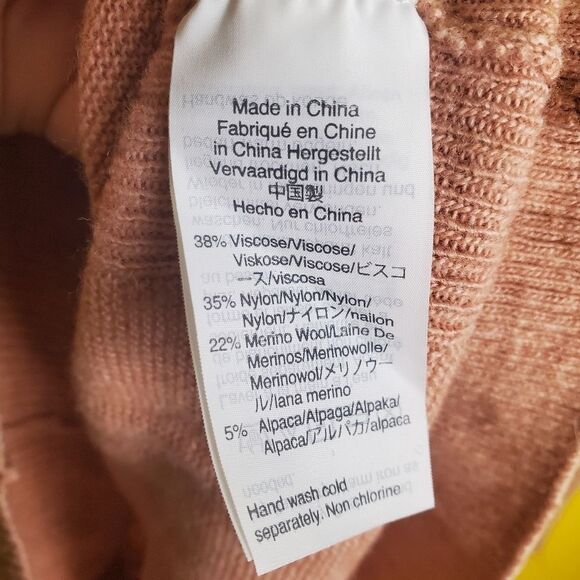 Made in China
Fabriqué en Chine
in China Hergestellt
Vervaardigd in China
中国製
Hecho en China
38% Viscose/Viscose/
Viskose/Viscose/ビスコ
ース/viscosa
35% Nylon/Nylon/Nylon/
Nylon/ナイロン/nailon
22% Merino Wool/Laine De
Merinos/Merinowolle/
Merinowol/メリノウー
ル/lana merino
5% Alpaca/Alpaga/Alpaka/
Alpaca/アルパカ/alpaca
Hand wash cold
separately. Non chlorine